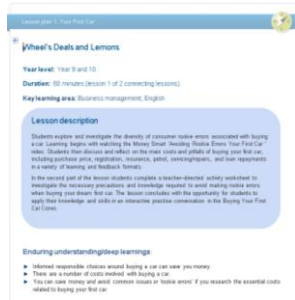 Lesson plan 1: Your First Car
Wheel's Deals and Lemons
Year level: Year 9 and 10
Duration: 60 minutes (lesson 1 of 2 connecting lessons)
Key learning area: Business management, English
Lesson description
Students explore and investigate the diversity of consumer rookie errors associated with buying
a car. Learning begins with watching the Money Smart 'Avoiding Rookie Errors Your First Car'
video. Students then discuss and reflect on the main costs and pitfalls of buying your first car,
including purchase price, registration, insurance, petrol, servicing/repairs, and loan repayments
in a variety of learning and feedback formats.
In the second part of the lesson students complete a teacher-directed activity worksheet to
investigate the necessary precautions and knowledge required to avoid making rookie errors
when buying your dream first car. The lesson concludes with the opportunity for students to
apply their knowledge and skills in an interactive practice conversation in the Buying Your First
Car
Enduring understanding/deep learnings
Informed responsible choices around buying a car can save you money.
There are a number of costs involved with buying a car.
You can save money and avoid common issues or 'rookie errors' if you research the essential costs
related to buying your first car.